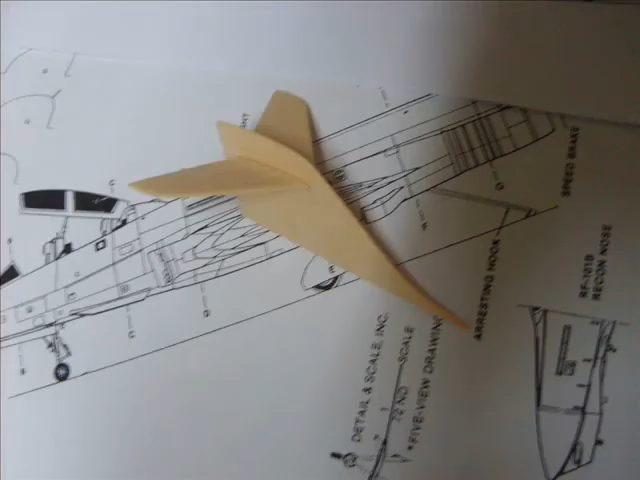 SPEED BRAKE
ARRESTING HOOK
RF-101B
RECON NOSE
DETAIL & SCALE, INC.
SCALE
FIVE-VIEW DRAWING